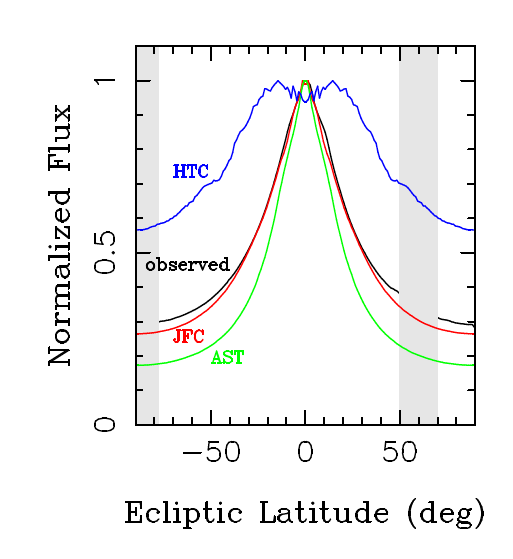 Normalized Flux
1
0.5
0
HTC
observed
JFC
AST
−50
0
50
Ecliptic Latitude (deg)